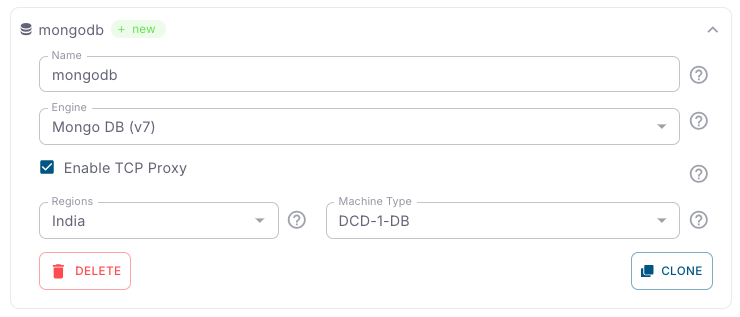 mongodb + new
Name
mongodb
Engine
Mongo DB (v7)
Enable TCP Proxy
Regions
India
Machine Type
DCD-1-DB
DELETE
CLONE